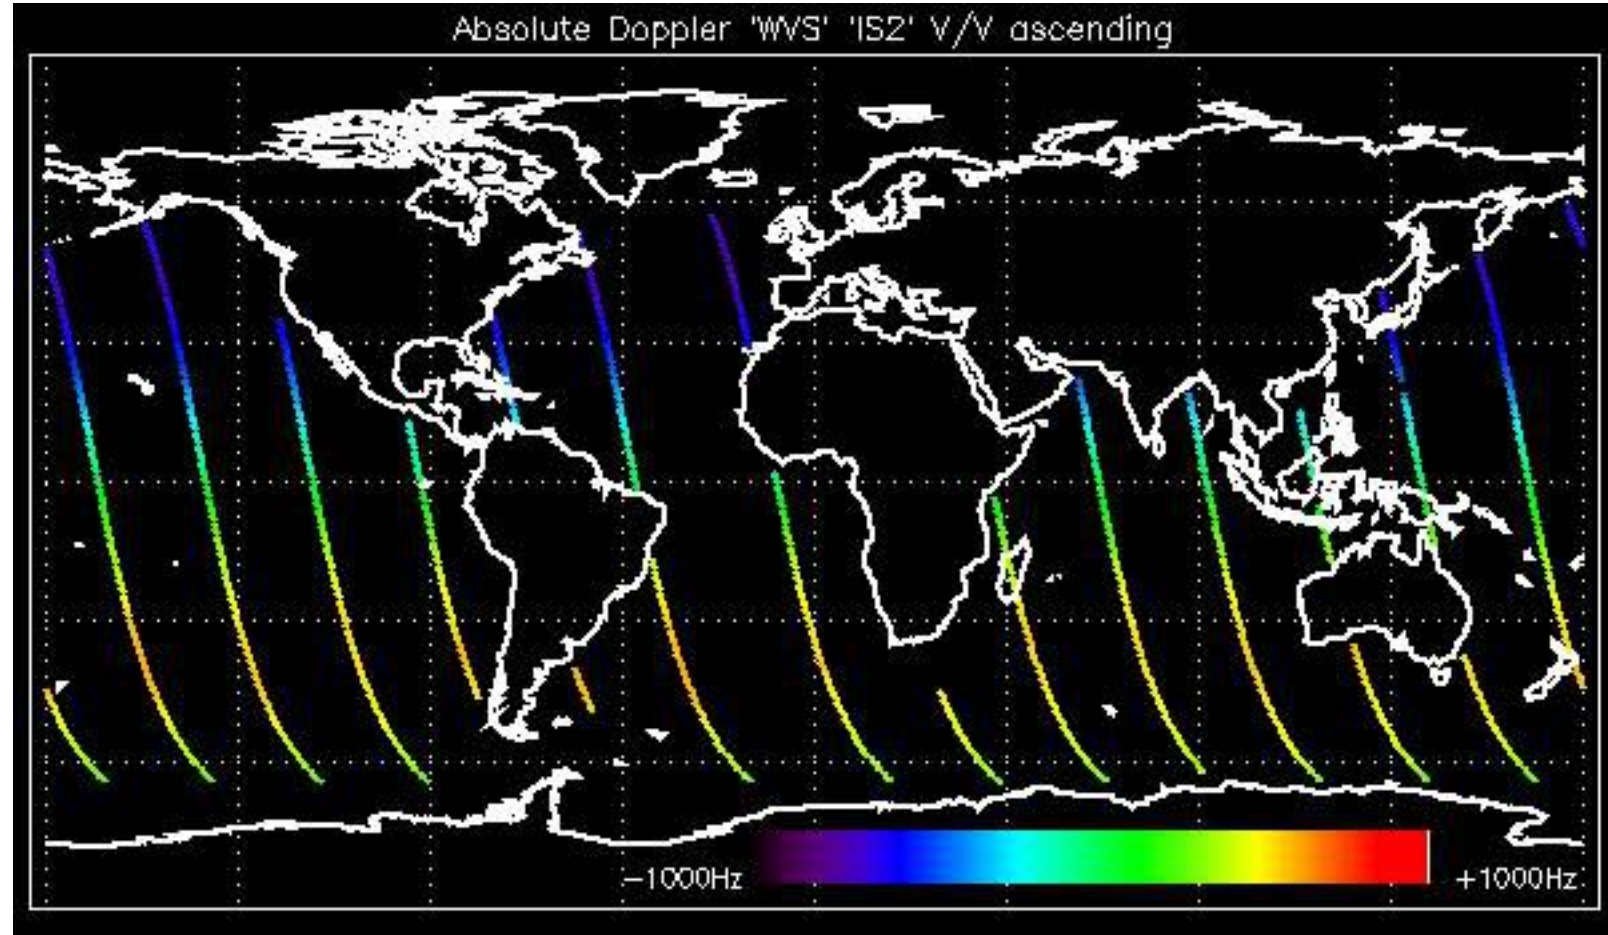 Absolute Doppler 'WVS' 'IS2' V/V ascending
-1000Hz
+1000Hz